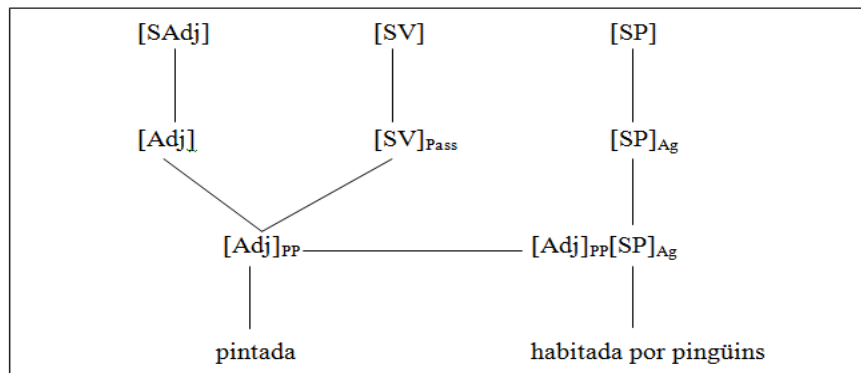 [SAdj] [SV] [SP]
[Adj] [SV]Pass [SP]Ag
[Adj]PP [Adj]PP[SP]Ag
pintada habitada por pingüins